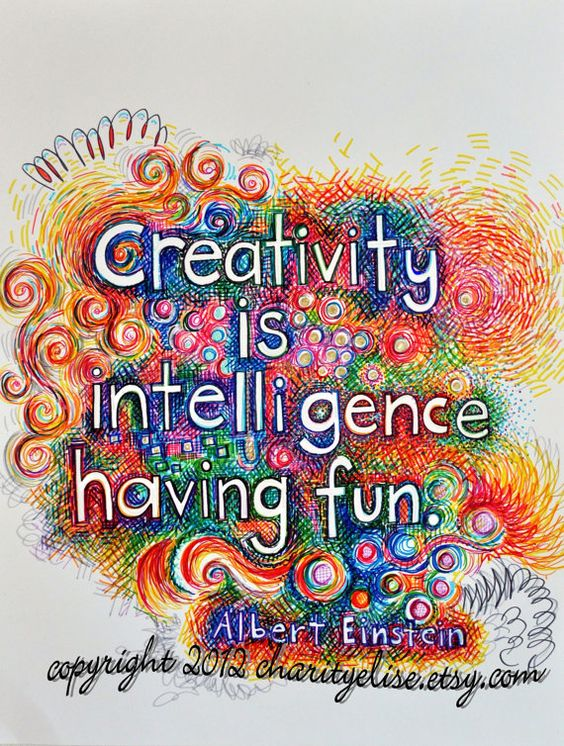 Creativity
is
intelligence
having fun.
Albert Einstein
copyright 2012 charityelise.etsy.com